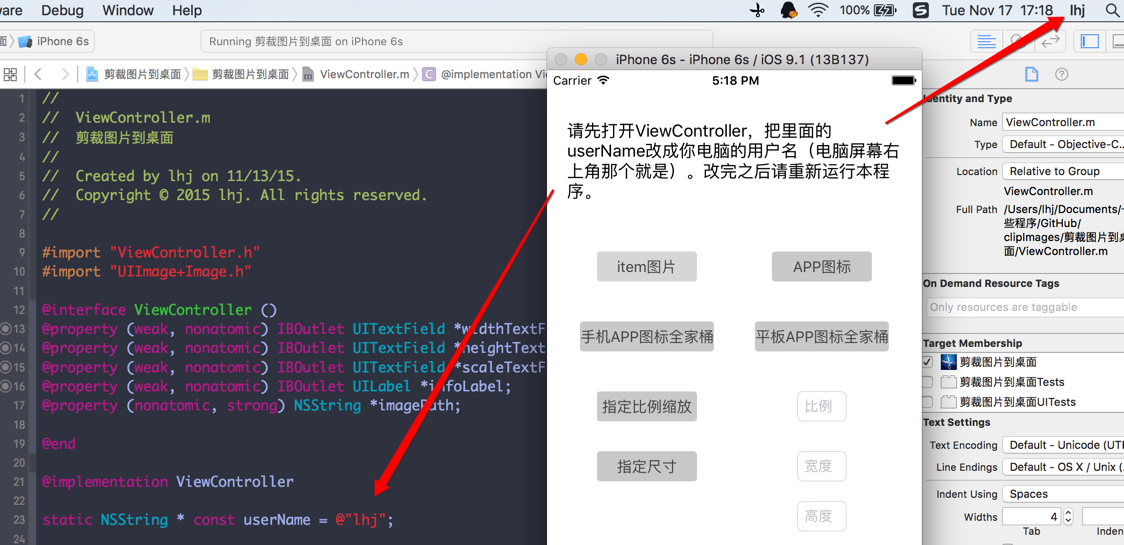 ware Debug Window Help 100% Tue Nov 17 17:18 lhj
面 iPhone 6s Running 剪裁图片到桌面 on iPhone 6s
剪裁图片到桌面 剪裁图片到桌面 ViewController.m @implementation Vi
1 //
2 // ViewController.m
3 // 剪裁图片到桌面
4 //
5 // Created by lhj on 11/13/15.
6 // Copyright © 2015 lhj. All rights reserved.
7 //
8
9 #import "ViewController.h"
10 #import "UIImage+Image.h"
11
12 @interface ViewController ()
13 @property (weak, nonatomic) IBOutlet UITextField *widthTextF
14 @property (weak, nonatomic) IBOutlet UITextField *heightText
15 @property (weak, nonatomic) IBOutlet UITextField *scaleTextF
16 @property (weak, nonatomic) IBOutlet UILabel *infoLabel;
17 @property (nonatomic, strong) NSString *imagePath;
18
19 @end
20
21 @implementation ViewController
22
23 static NSString * const userName = @"lhj";
24
iPhone 6s - iPhone 6s / iOS 9.1 (13B137)
Carrier 5:18 PM
请先打开ViewController，把里面的
userName改成你电脑的用户名（电脑屏幕右
上角那个就是）。改完之后请重新运行本程
序。
item图片 APP图标
手机APP图标全家桶 平板APP图标全家桶
指定比例缩放 比例
指定尺寸 宽度
高度
Identity and Type
Name ViewController.m
Type Default - Objective-C..
Location Relative to Group
ViewController.m
Full Path /Users/lhj/Documents/一
些程序/GitHub/
clipImages/剪裁图片到桌
面/ViewController.m
On Demand Resource Tags
Only resources are taggable
Target Membership
剪裁图片到桌面
剪裁图片到桌面Tests
剪裁图片到桌面UITests
Text Settings
Text Encoding Default - Unicode (UTF
Line Endings Default - OS X / Unix (
Indent Using Spaces
Widths 4
Tab Inden